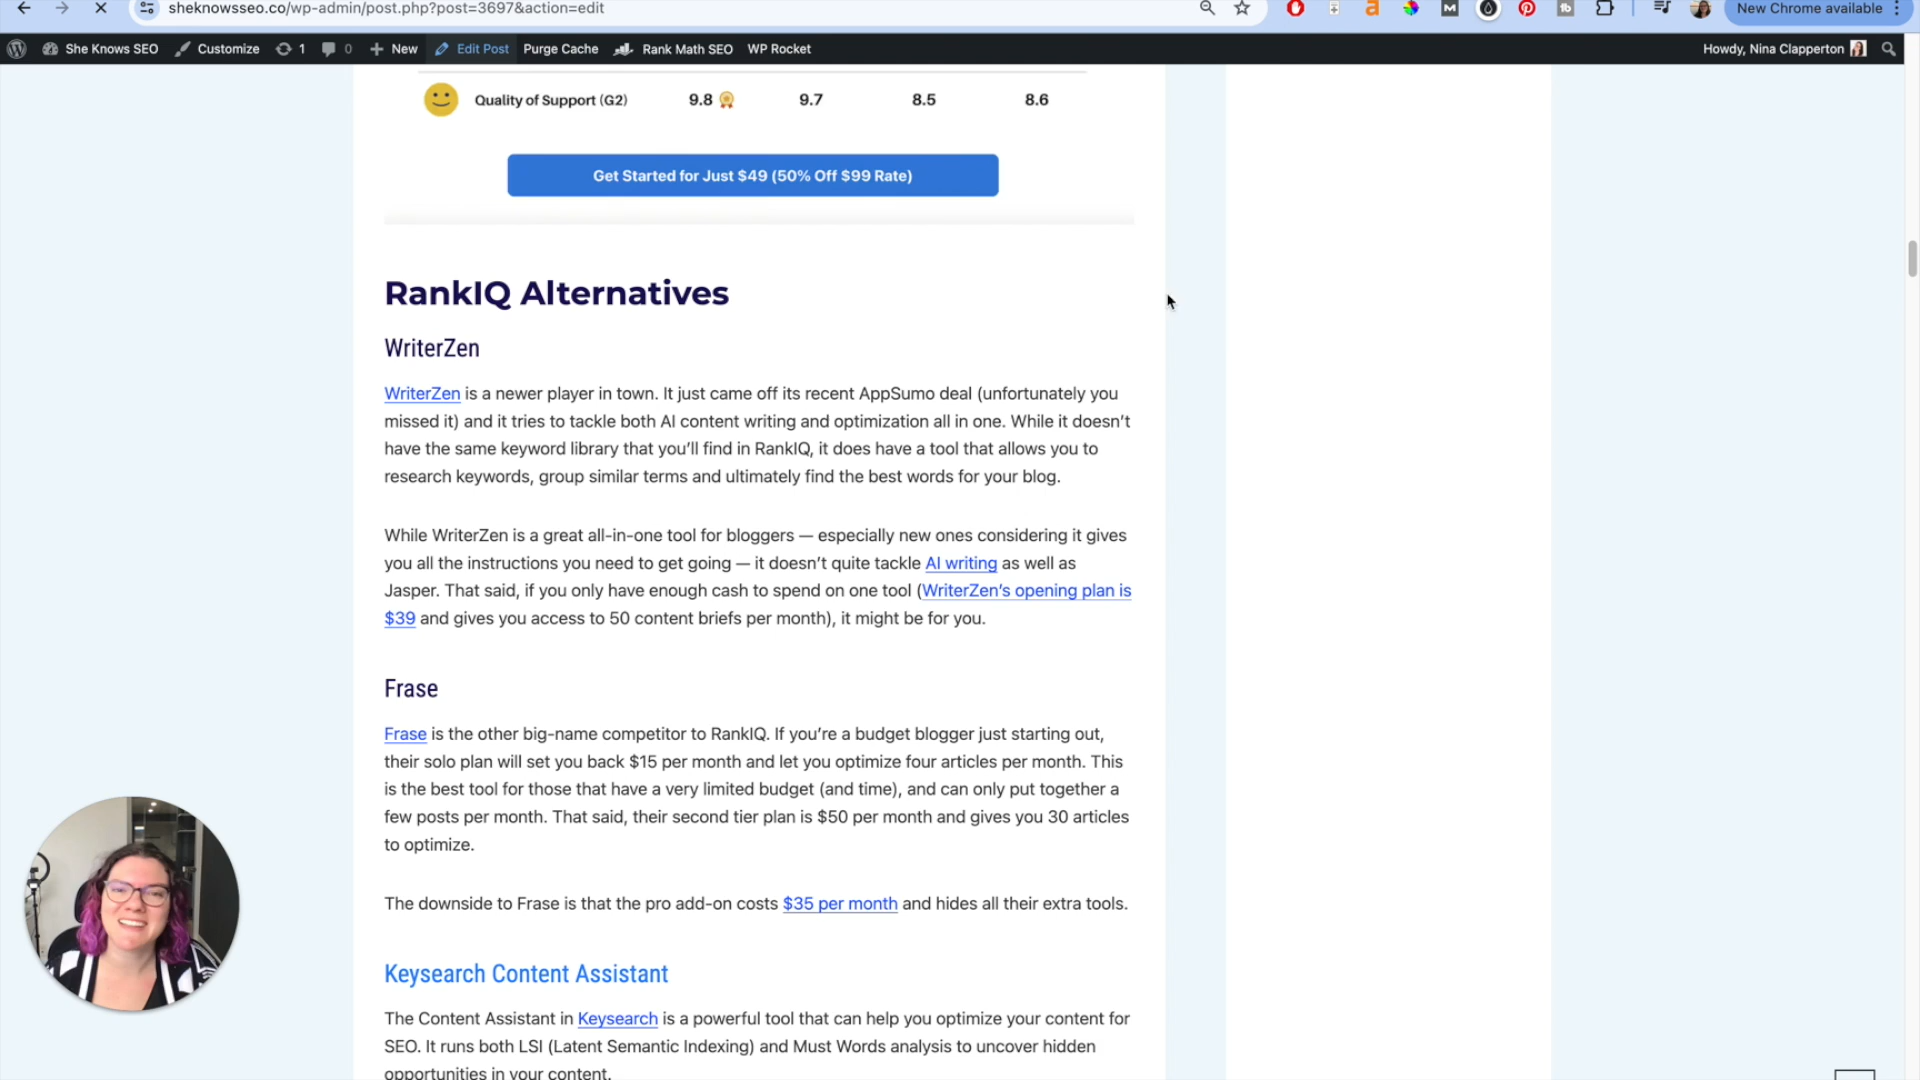 sheknowsseo.co/wp-admin/post.php?post=3697&action=edit
New Chrome available
She Knows SEO
Customize
1
0
New
Edit Post
Purge Cache
Rank Math SEO
WP Rocket
Howdy, Nina Clapperton
Quality of Support (G2) 9.8 9.7 8.5 8.6
Get Started for Just $49 (50% Off $99 Rate)
RankIQ Alternatives
WriterZen
WriterZen is a newer player in town. It just came off its recent AppSumo deal (unfortunately you
missed it) and it tries to tackle both AI content writing and optimization all in one. While it doesn’t
have the same keyword library that you’ll find in RankIQ, it does have a tool that allows you to
research keywords, group similar terms and ultimately find the best words for your blog.
While WriterZen is a great all-in-one tool for bloggers — especially new ones considering it gives
you all the instructions you need to get going — it doesn’t quite tackle AI writing as well as
Jasper. That said, if you only have enough cash to spend on one tool (WriterZen’s opening plan is
$39 and gives you access to 50 content briefs per month), it might be for you.
Frase
Frase is the other big-name competitor to RankIQ. If you’re a budget blogger just starting out,
their solo plan will set you back $15 per month and let you optimize four articles per month. This
is the best tool for those that have a very limited budget (and time), and can only put together a
few posts per month. That said, their second tier plan is $50 per month and gives you 30 articles
to optimize.
The downside to Frase is that the pro add-on costs $35 per month and hides all their extra tools.
Keysearch Content Assistant
The Content Assistant in Keysearch is a powerful tool that can help you optimize your content for
SEO. It runs both LSI (Latent Semantic Indexing) and Must Words analysis to uncover hidden
opportunities in your content.